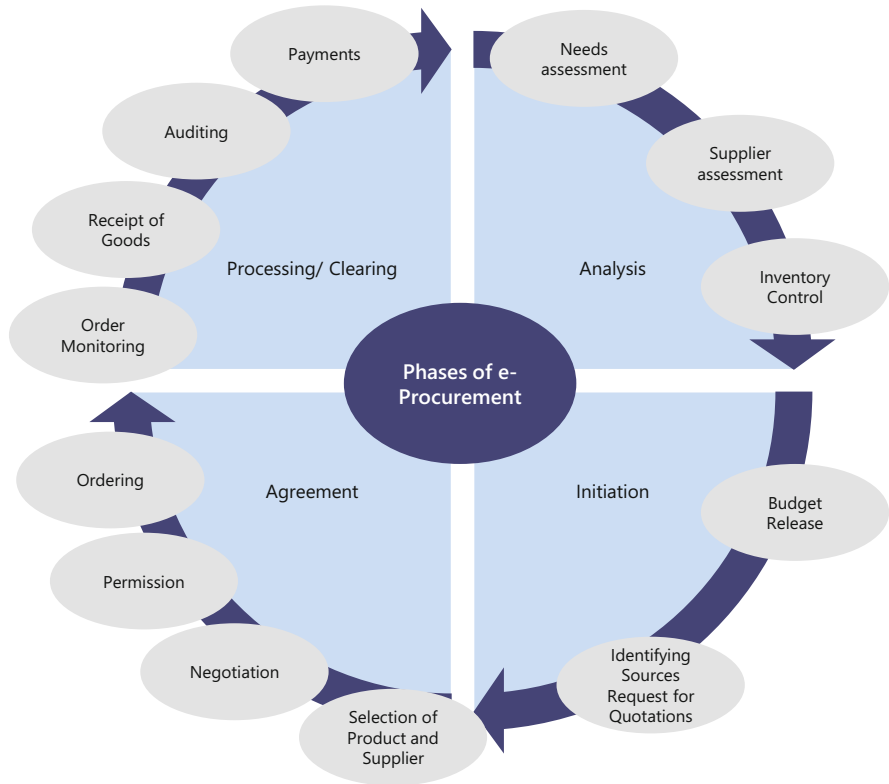 Payments
Needs
assessment
Auditing
Supplier
assessment
Receipt of
Goods
Processing/ Clearing
Analysis
Inventory
Control
Order
Monitoring
Phases of e-
Procurement
Ordering
Agreement
Initiation
Budget
Release
Permission
Negotiation
Identifying
Sources
Request for
Quotations
Selection of
Product and
Supplier